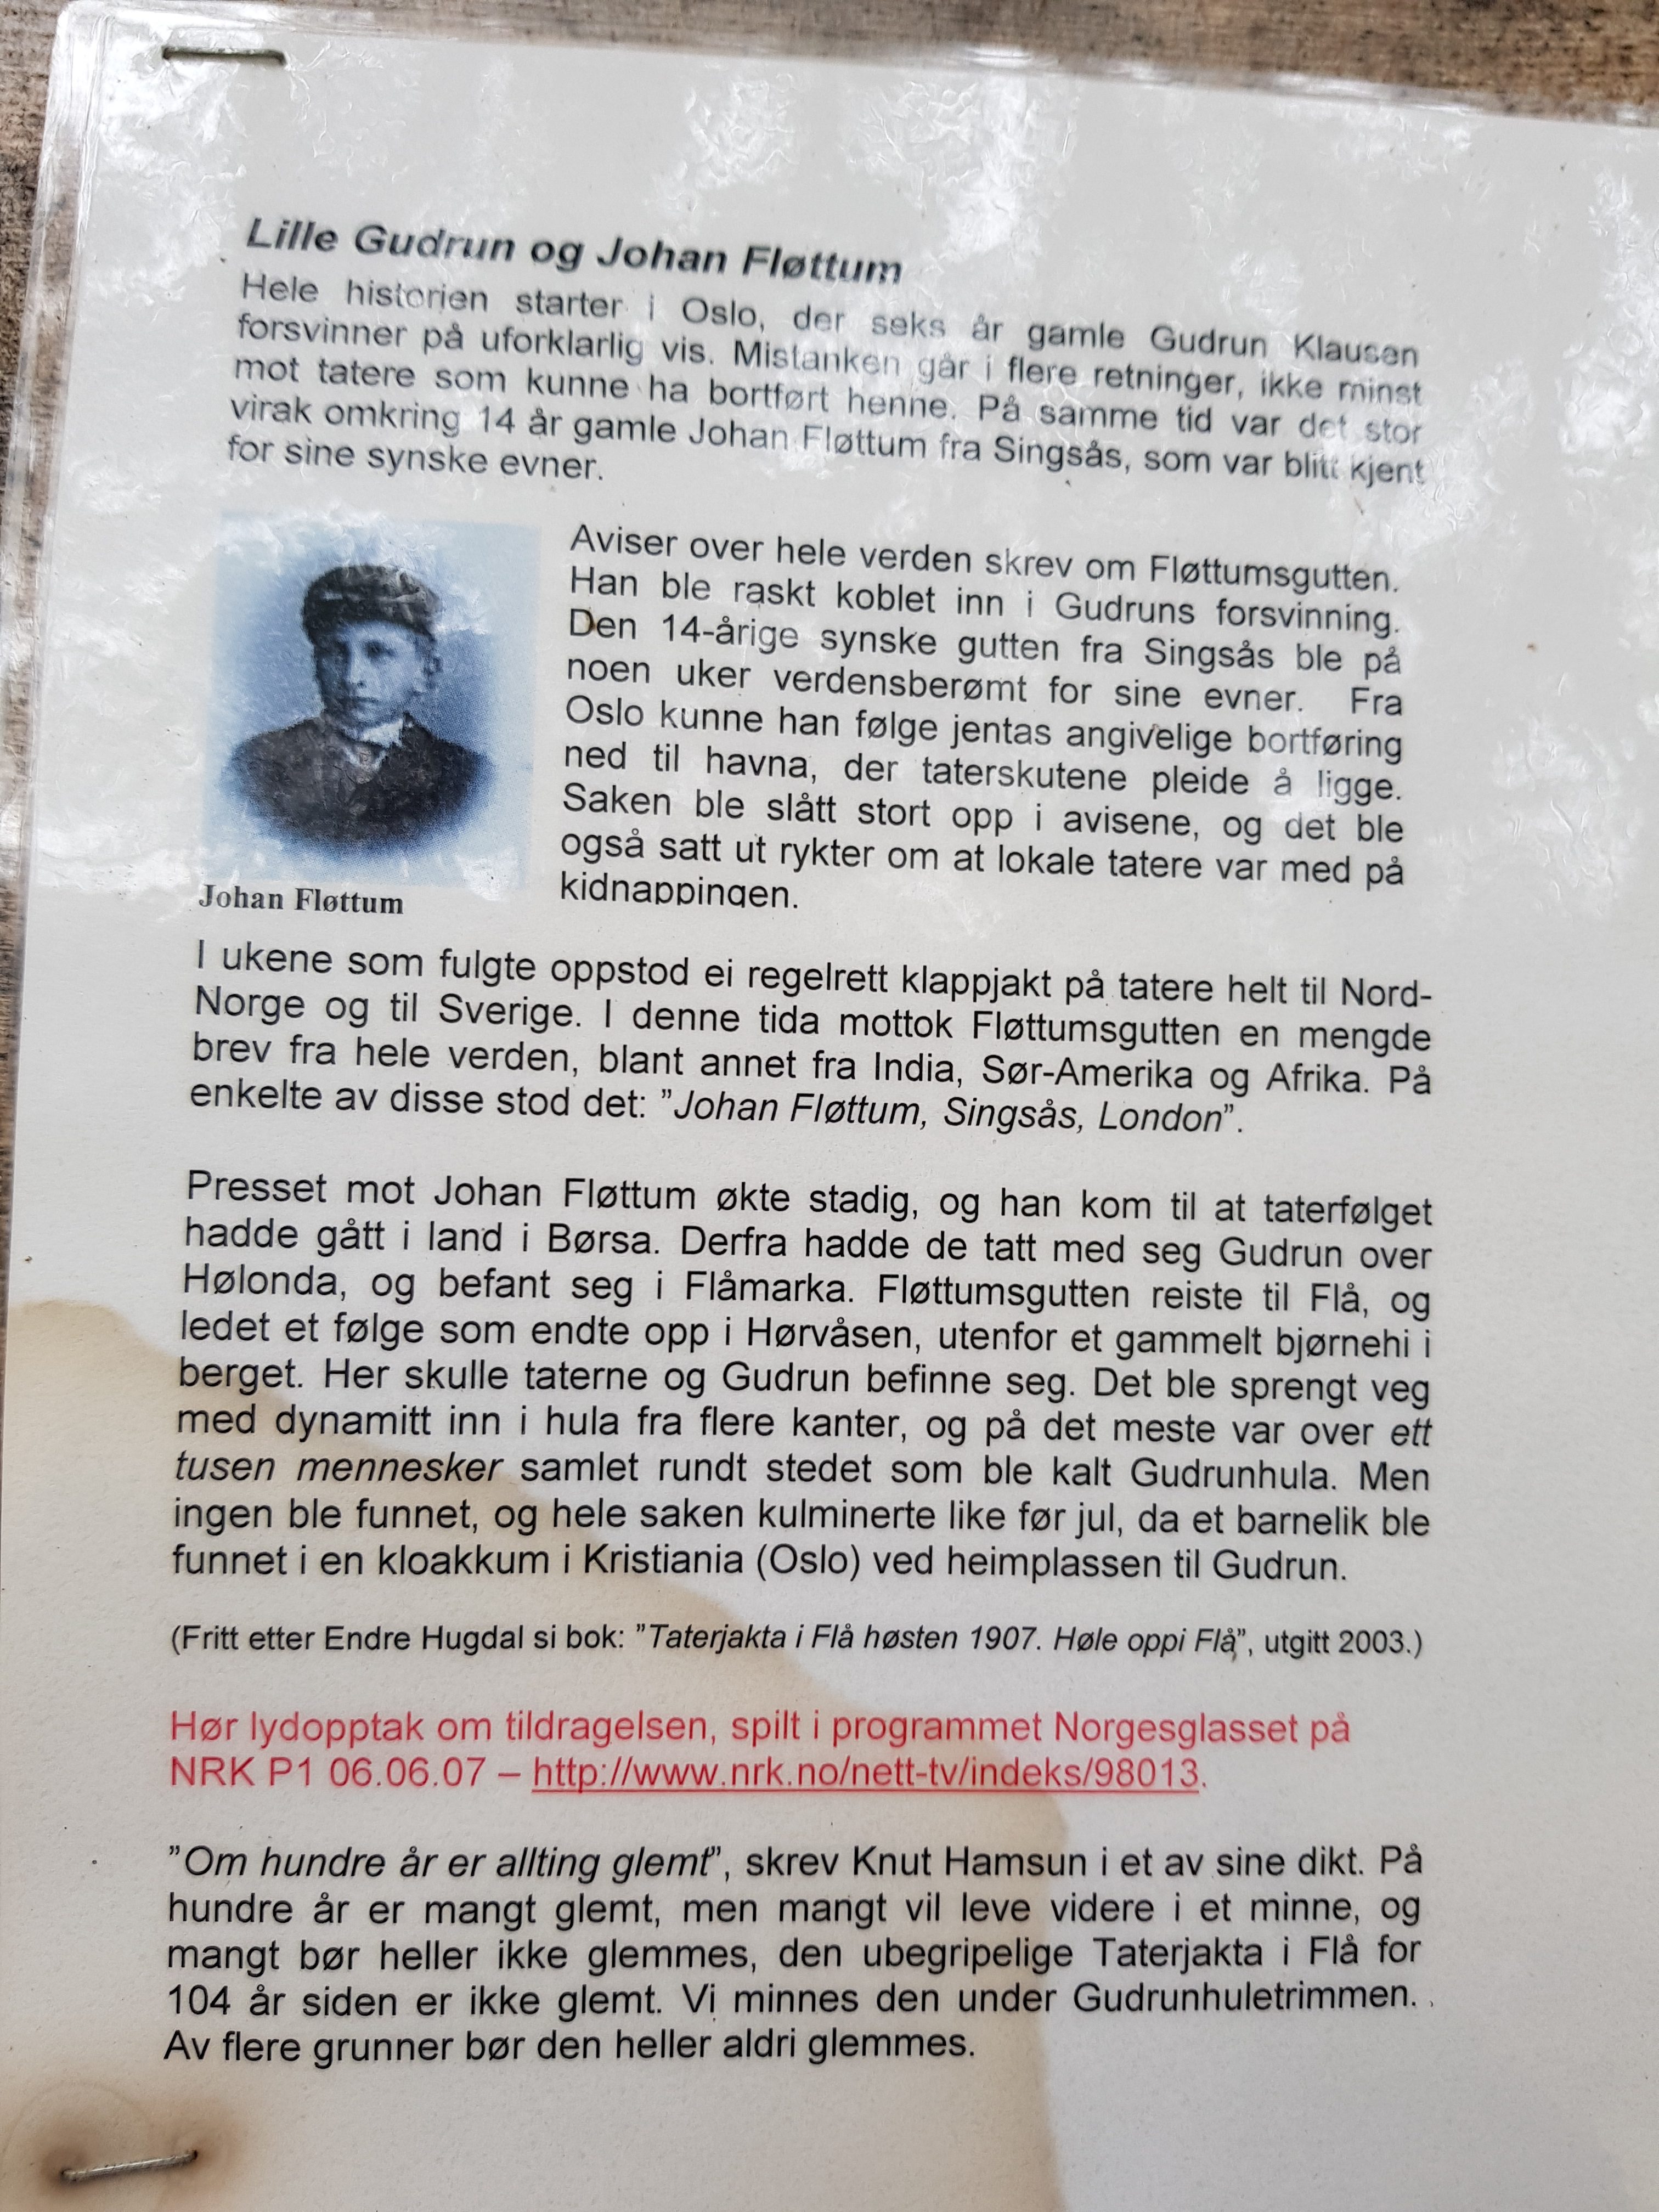 Lille Gudrun og Johan Fløttum
Hele historien starter i Oslo, der seks år gamle Gudrun Klausen
forsvinner på uforklarlig vis. Mistanken går i flere retninger, ikke minst
mot tatere som kunne ha bortført henne. På samme tid var det stor
virak omkring 14 år gamle Johan Fløttum fra Singsås, som var blitt kjent
for sine synske evner.
Aviser over hele verden skrev om Fløttumsgutten.
Han ble raskt koblet inn i Gudruns forsvinning.
Den 14-årige synske gutten fra Singsås ble på
noen uker verdensberømt for sine evner. Fra
Oslo kunne han følge jentas angivelige bortføring
ned til havna, der taterskutene pleide å ligge.
Saken ble slått stort opp i avisene, og det ble
også satt ut rykter om at lokale tatere var med på
kidnappingen.
Johan Fløttum
I ukene som fulgte oppstod ei regelrett klappjakt på tatere helt til Nord-
Norge og til Sverige. I denne tida mottok Fløttumsgutten en mengde
brev fra hele verden, blant annet fra India, Sør-Amerika og Afrika. På
enkelte av disse stod det: ”Johan Fløttum, Singsås, London”.
Presset mot Johan Fløttum økte stadig, og han kom til at taterfølget
hadde gått i land i Børsa. Derfra hadde de tatt med seg Gudrun over
Hølonda, og befant seg i Flåmarka. Fløttumsgutten reiste til Flå, og
ledet et følge som endte opp i Hørvåsen, utenfor et gammelt bjørnehi i
berget. Her skulle taterne og Gudrun befinne seg. Det ble sprengt veg
med dynamitt inn i hula fra flere kanter, og på det meste var over ett
tusen mennesker samlet rundt stedet som ble kalt Gudrunhula. Men
ingen ble funnet, og hele saken kulminerte like før jul, da et barnelik ble
funnet i en kloakkum i Kristiania (Oslo) ved heimplassen til Gudrun.
(Fritt etter Endre Hugdal si bok: ”Taterjakta i Flå høsten 1907. Høle oppi Flå”, utgitt 2003.)
Hør lydopptak om tildragelsen, spilt i programmet Norgesglasset på
NRK P1 06.06.07 – http://www.nrk.no/nett-tv/indeks/98013.
”Om hundre år er allting glemt”, skrev Knut Hamsun i et av sine dikt. På
hundre år er mangt glemt, men mangt vil leve videre i et minne, og
mangt bør heller ikke glemmes, den ubegripelige Taterjakta i Flå for
104 år siden er ikke glemt. Vi minnes den under Gudrunhuletrimmen.
Av flere grunner bør den heller aldri glemmes.